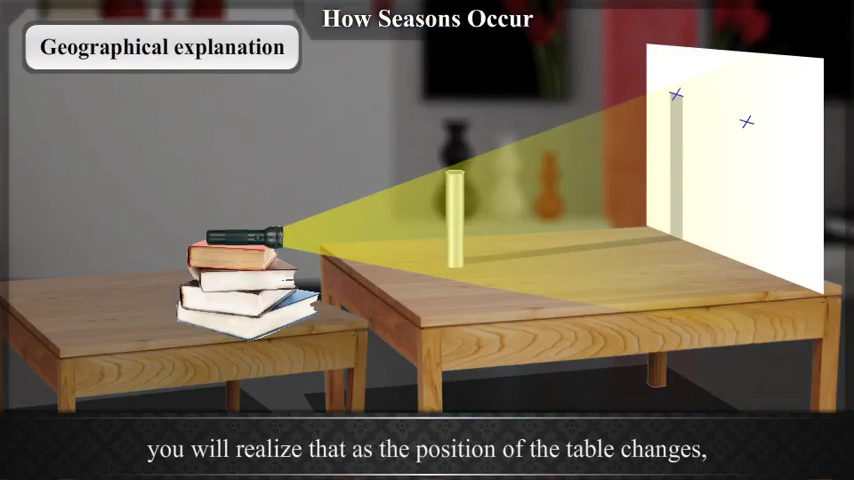 How Seasons Occur
Geographical explanation
you will realize that as the position of the table changes,